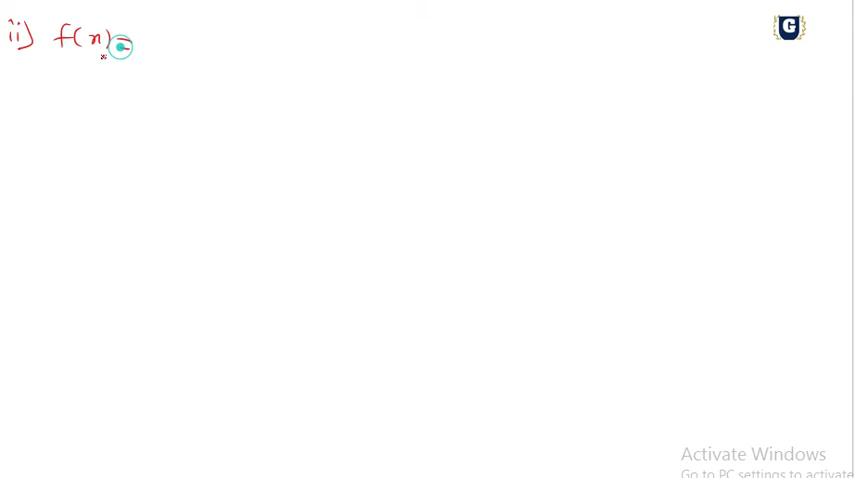 ii) f(x)=
G
Activate Windows
Go to PC settings to activate